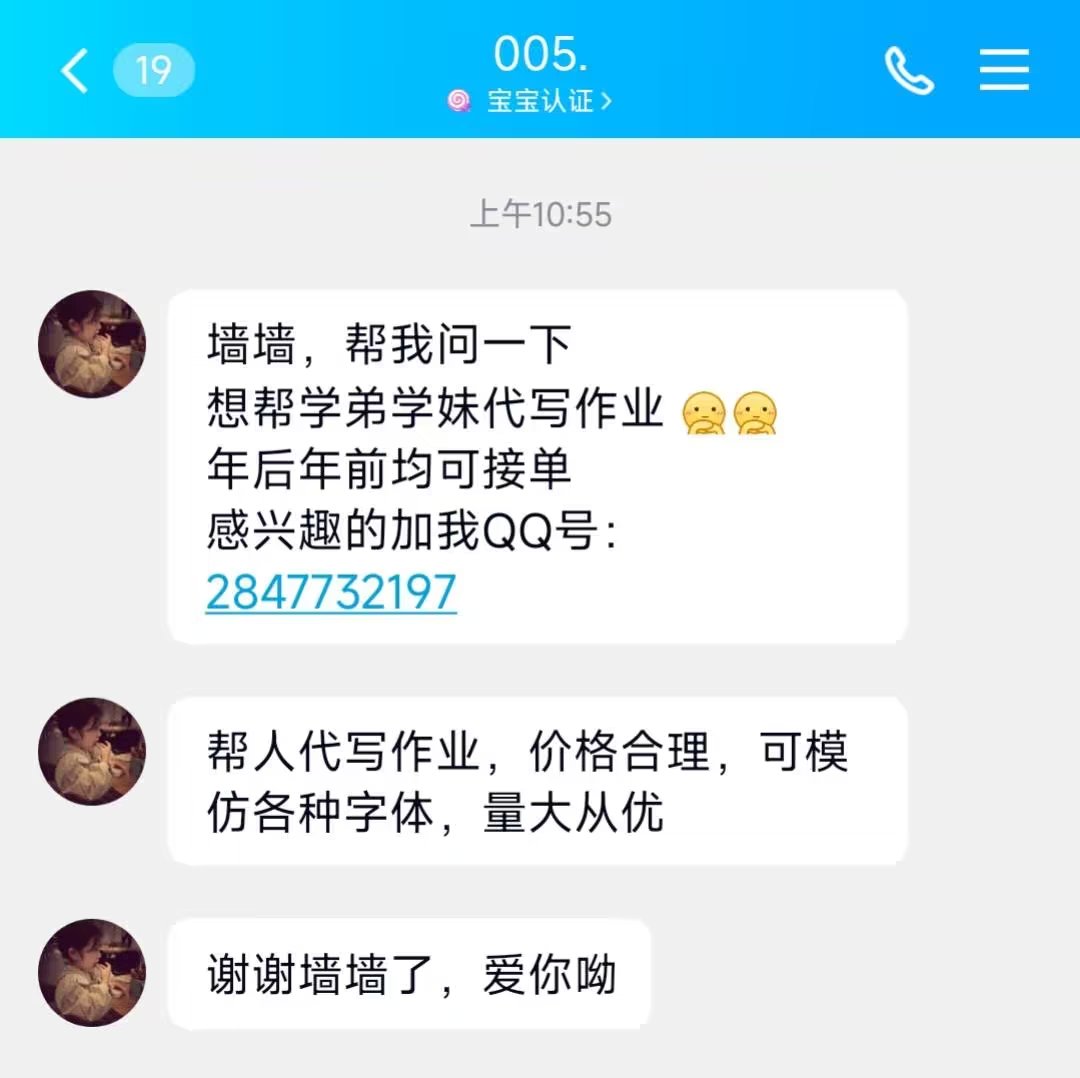 19
005.
宝宝认证
上午10:55
墙墙，帮我问一下
想帮学弟学妹代写作业
年后年前均可接单
感兴趣的加我QQ号：
2847732197
帮人代写作业，价格合理，可模
仿各种字体，量大从优
谢谢墙墙了，爱你呦